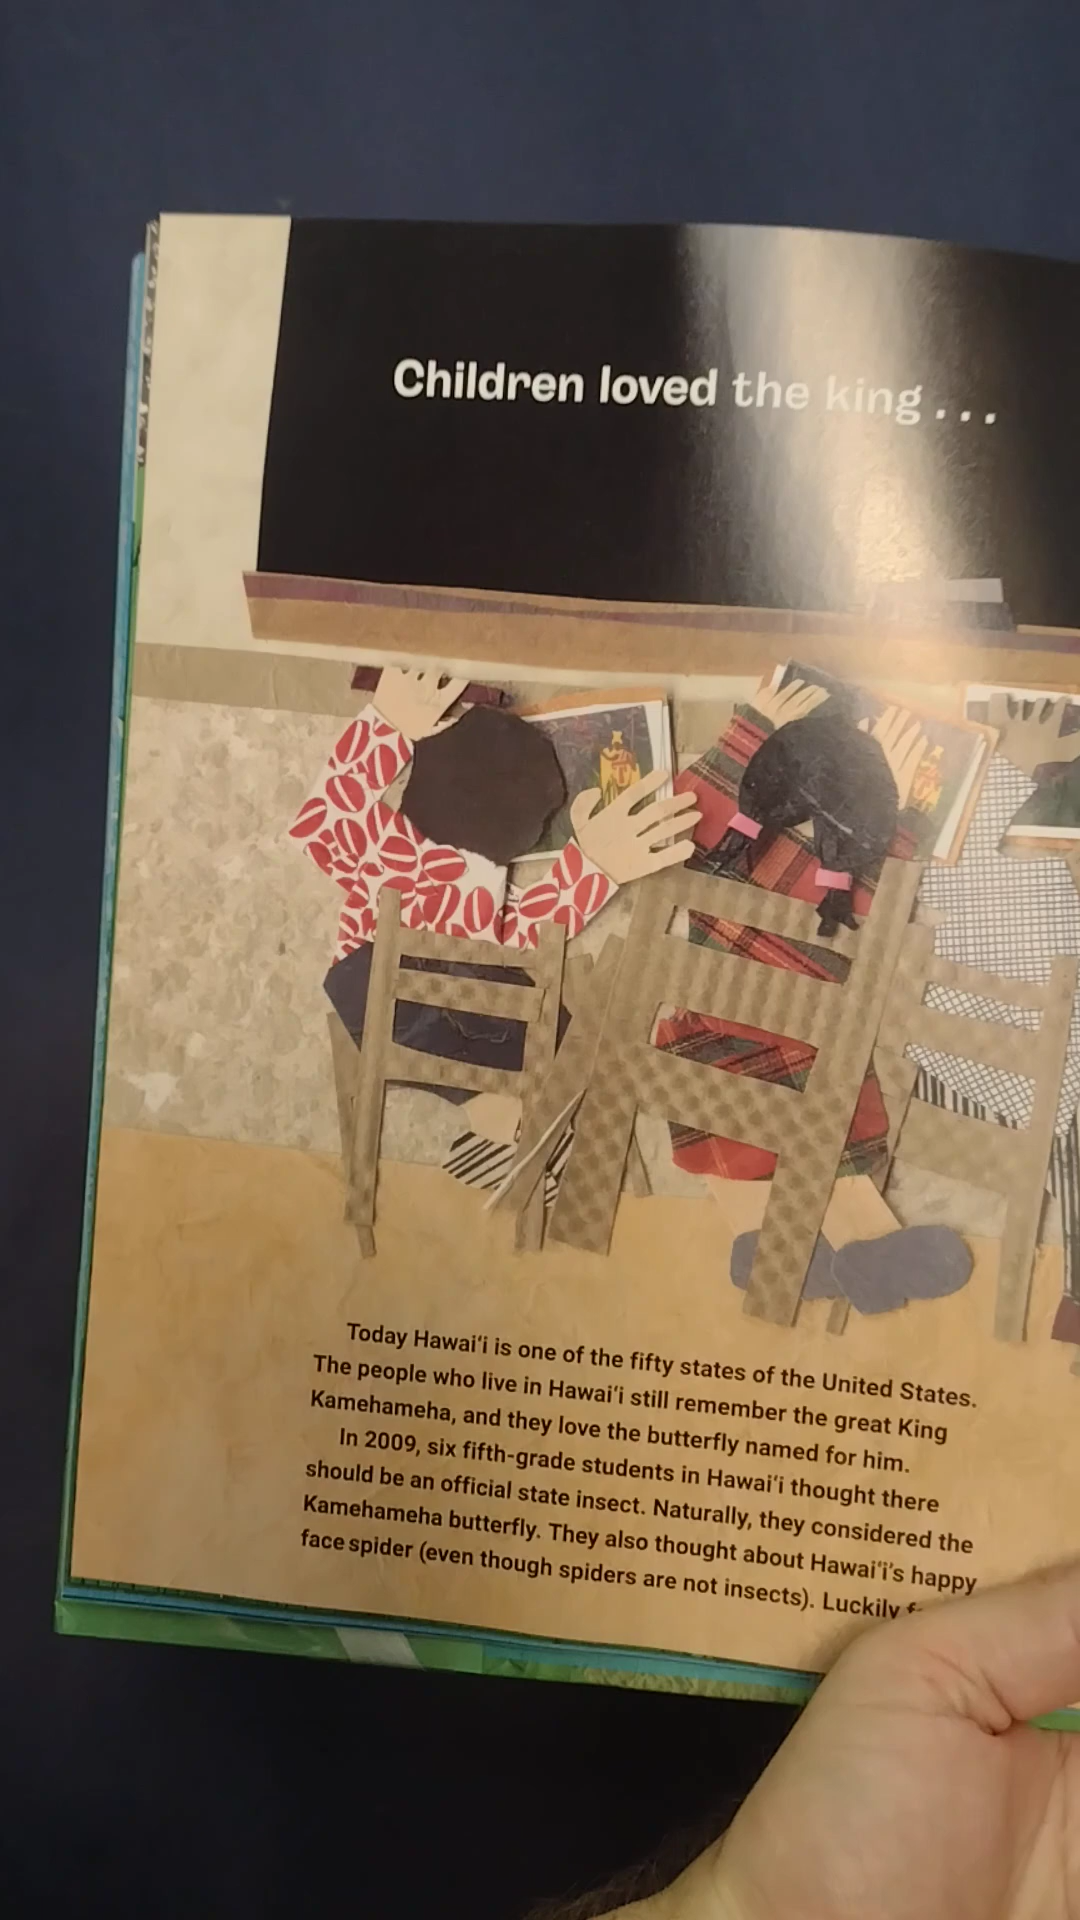 Children loved the king . . .
Today Hawai‘i is one of the fifty states of the United States.
The people who live in Hawai‘i still remember the great King
Kamehameha, and they love the butterfly named for him.
In 2009, six fifth-grade students in Hawai‘i thought there
should be an official state insect. Naturally, they considered the
Kamehameha butterfly. They also thought about Hawai‘i’s happy
face spider (even though spiders are not insects). Luckily